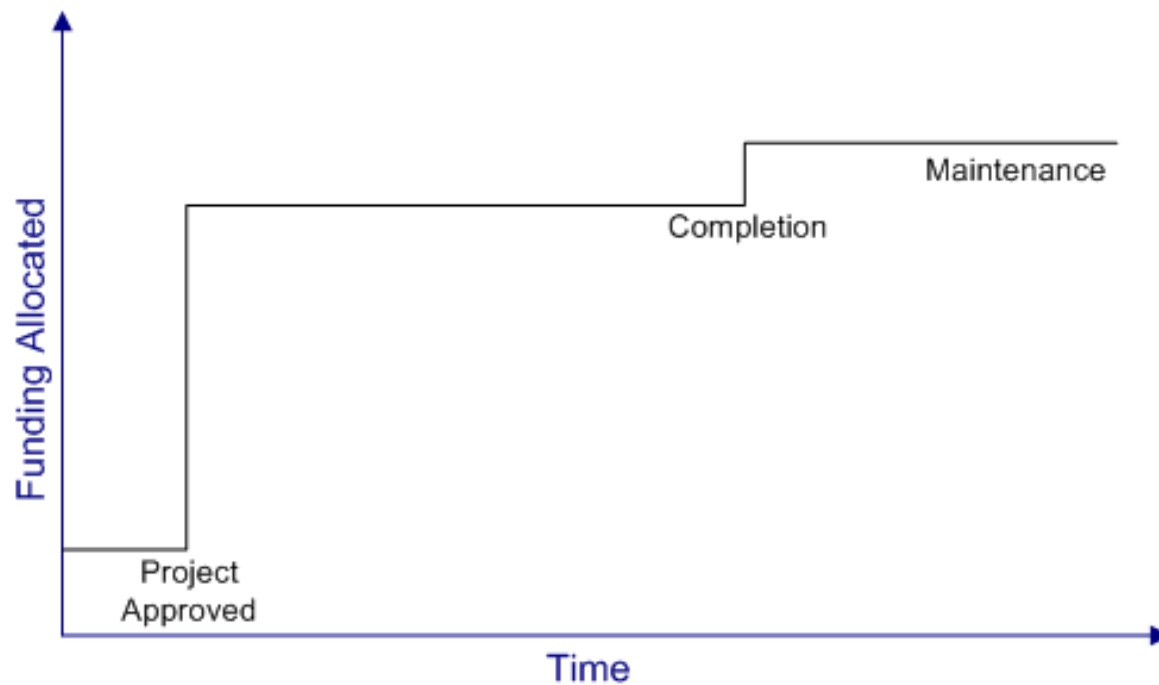 Funding Allocated
Maintenance
Completion
Project
Approved
Time